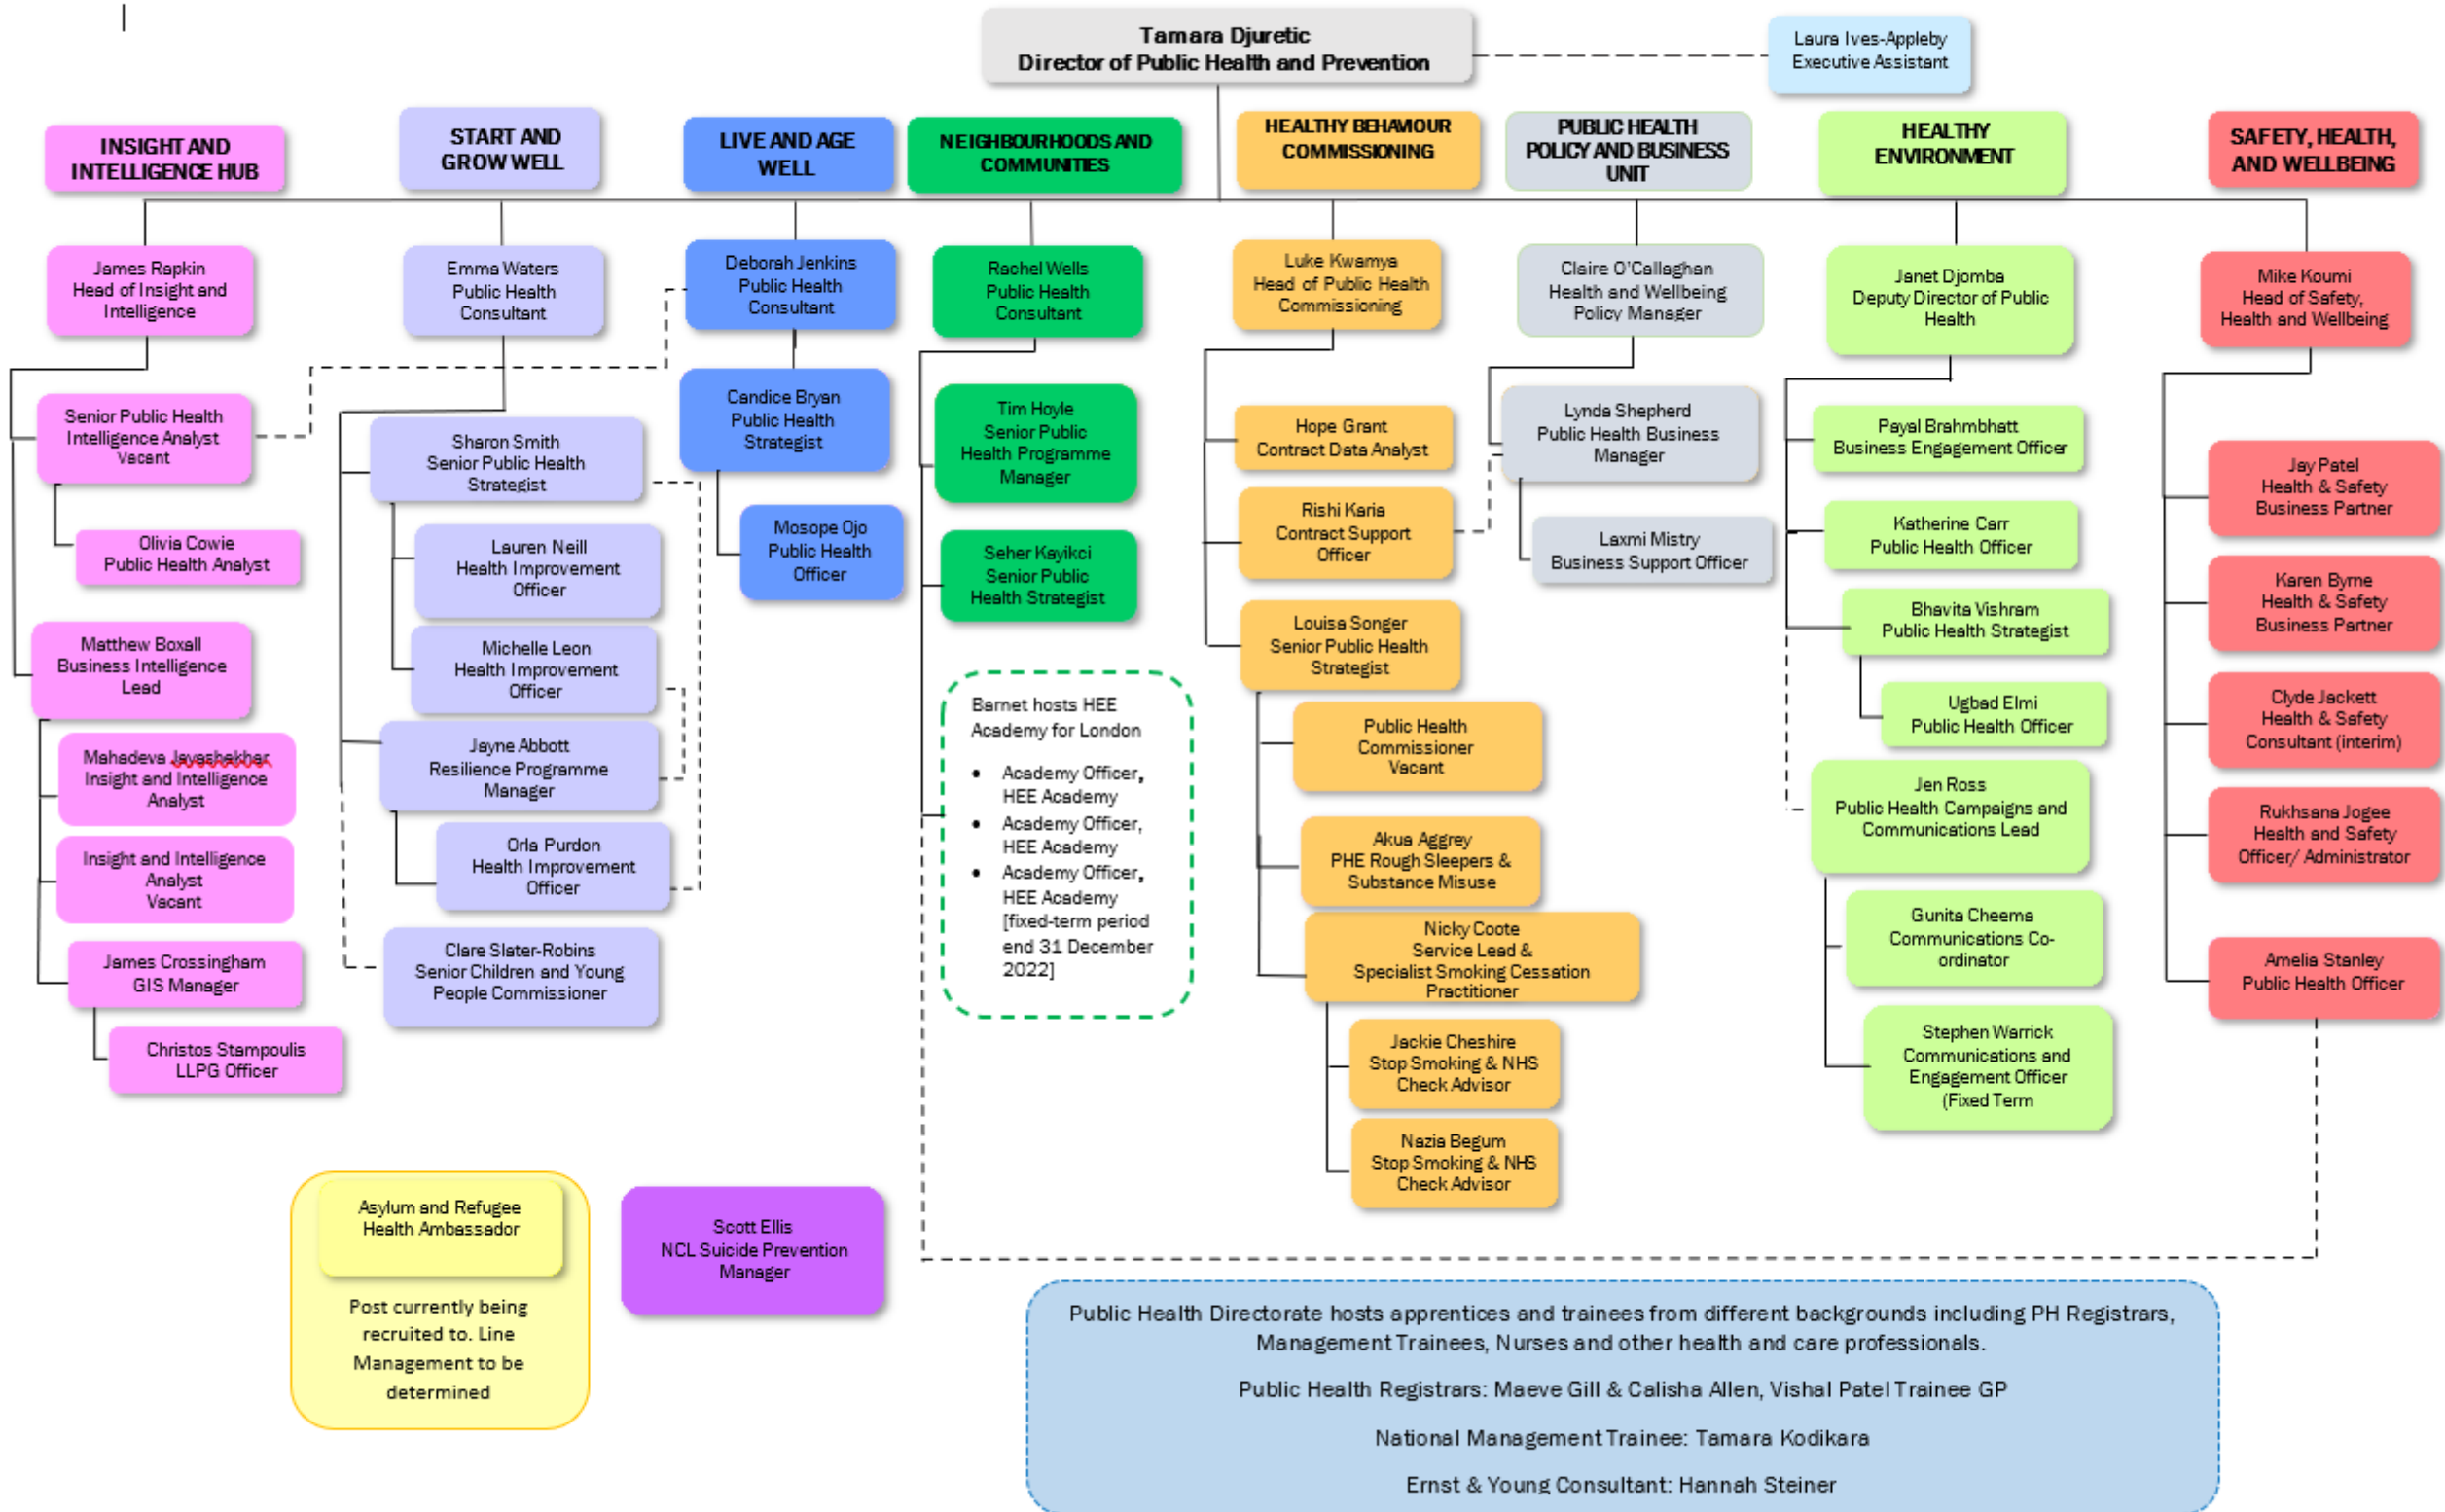 Tamara Djuretic
Director of Public Health and Prevention
Laura Ives-Appleby
Executive Assistant
INSIGHT AND
INTELLIGENCE HUB
START AND
GROW WELL
LIVE AND AGE
WELL
NEIGHBOURHOODS AND
COMMUNITIES
HEALTHY BEHAVIOUR
COMMISSIONING
PUBLIC HEALTH
POLICY AND BUSINESS
UNIT
HEALTHY
ENVIRONMENT
SAFETY, HEALTH,
AND WELLBEING
James Rapkin
Head of Insight and
Intelligence
Senior Public Health
Intelligence Analyst
Vacant
Olivia Cowie
Public Health Analyst
Matthew Boxall
Business Intelligence
Lead
Mahadeva Jayashekhar
Insight and Intelligence
Analyst
Insight and Intelligence
Analyst
Vacant
James Crossingham
GIS Manager
Christos Stampoulis
LLPG Officer
Emma Waters
Public Health
Consultant
Sharon Smith
Senior Public Health
Strategist
Lauren Neill
Health Improvement
Officer
Michelle Leon
Health Improvement
Officer
Jayne Abbott
Resilience Programme
Manager
Orla Purdon
Health Improvement
Officer
Clare Slater-Robins
Senior Children and Young
People Commissioner
Deborah Jenkins
Public Health
Consultant
Candice Bryan
Public Health
Strategist
Mosope Ojo
Public Health
Officer
Rachel Wells
Public Health
Consultant
Tim Hoyle
Senior Public
Health Programme
Manager
Seher Kayikci
Senior Public
Health Strategist
Barnet hosts HEE
Academy for London
• Academy Officer,
HEE Academy
• Academy Officer,
HEE Academy
• Academy Officer,
HEE Academy
[fixed-term period
end 31 December
2022]
Luke Kwamya
Head of Public Health
Commissioning
Hope Grant
Contract Data Analyst
Rishi Karia
Contract Support
Officer
Louisa Songer
Senior Public Health
Strategist
Public Health
Commissioner
Vacant
Akua Aggrey
PHE Rough Sleepers &
Substance Misuse
Nicky Coote
Service Lead &
Specialist Smoking Cessation
Practitioner
Jackie Cheshire
Stop Smoking & NHS
Check Advisor
Nazia Begum
Stop Smoking & NHS
Check Advisor
Claire O'Callaghan
Health and Wellbeing
Policy Manager
Lynda Shepherd
Public Health Business
Manager
Laxmi Mistry
Business Support Officer
Janet Djomba
Deputy Director of Public
Health
Payal Brahmbhatt
Business Engagement Officer
Katherine Carr
Public Health Officer
Bhavita Vishram
Public Health Strategist
Ugbad Elmi
Public Health Officer
Jen Ross
Public Health Campaigns and
Communications Lead
Gunita Cheema
Communications Co-
ordinator
Stephen Warrick
Communications and
Engagement Officer
(Fixed Term
Mike Koumi
Head of Safety,
Health and Wellbeing
Jay Patel
Health & Safety
Business Partner
Karen Byrne
Health & Safety
Business Partner
Clyde Jackett
Health & Safety
Consultant (interim)
Rukhsana Jogee
Health and Safety
Officer/ Administrator
Amelia Stanley
Public Health Officer
Asylum and Refugee
Health Ambassador
Post currently being
recruited to. Line
Management to be
determined
Scott Ellis
NCL Suicide Prevention
Manager
Public Health Directorate hosts apprentices and trainees from different backgrounds including PH Registrars,
Management Trainees, Nurses and other health and care professionals.
Public Health Registrars: Maeve Gill & Calisha Allen, Vishal Patel Trainee GP
National Management Trainee: Tamara Kodikara
Ernst & Young Consultant: Hannah Steiner